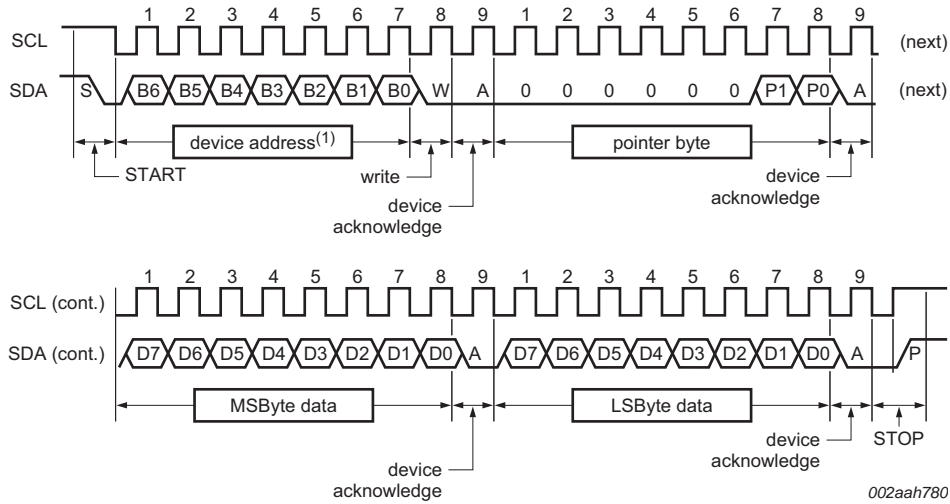 1 2 3 4 5 6 7 8 9 1 2 3 4 5 6 7 8 9
SCL (next)
SDA S B6 B5 B4 B3 B2 B1 B0 W A 0 0 0 0 0 0 P1 P0 A (next)
device address(1) pointer byte
START write device acknowledge device acknowledge
1 2 3 4 5 6 7 8 9 1 2 3 4 5 6 7 8 9
SCL (cont.)
SDA (cont.) D7 D6 D5 D4 D3 D2 D1 D0 A D7 D6 D5 D4 D3 D2 D1 D0 A P
MSByte data LSByte data
device acknowledge device acknowledge STOP
002aah780